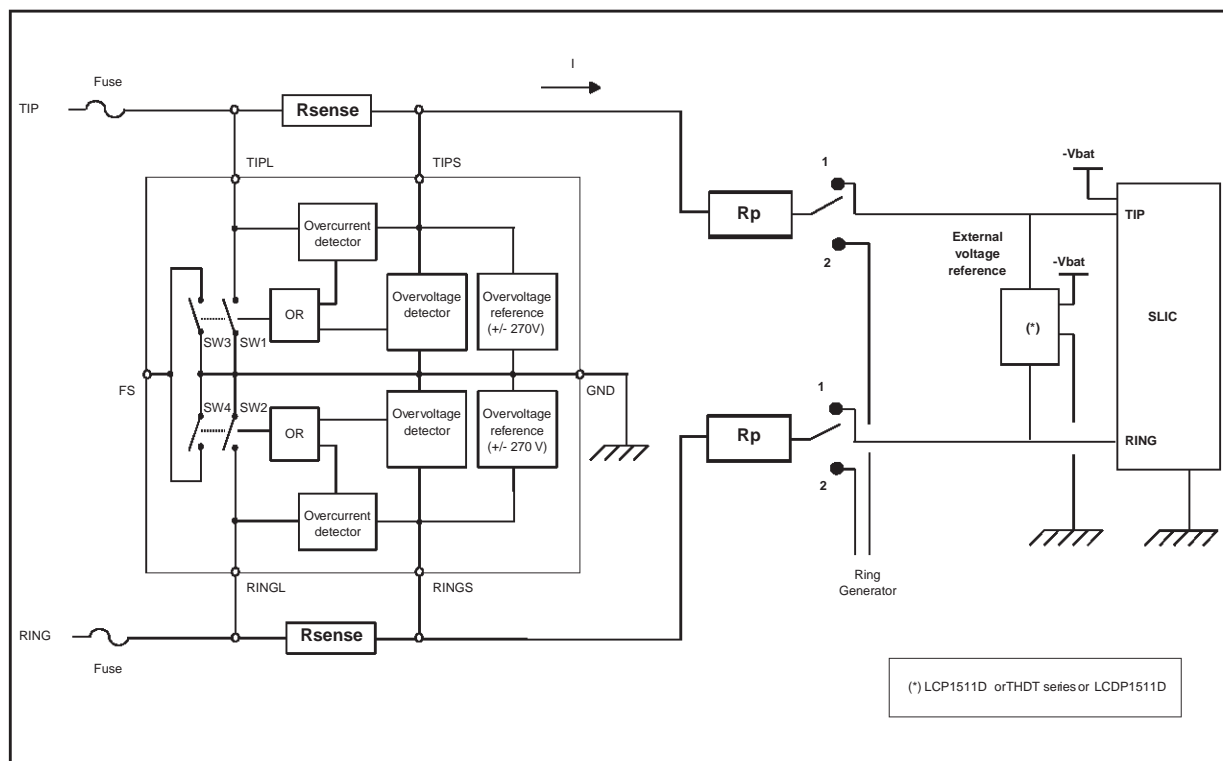 I
Fuse
TIP
Rsense
TIPL
TIPS
1
-Vbat
Rp
TIP
2
External
voltage
reference
-Vbat
Overcurrent
detector
OR
Overvoltage
detector
Overvoltage
reference
(+/- 270V)
(*)
SLIC
SW3
SW1
FS
GND
SW4
SW2
1
OR
Overvoltage
detector
Overvoltage
reference
(+/- 270 V)
Rp
RING
2
Overcurrent
detector
RINGL
RINGS
Ring
Generator
RING
Rsense
Fuse
(*) LCP1511D orTHDT series or LCDP1511D